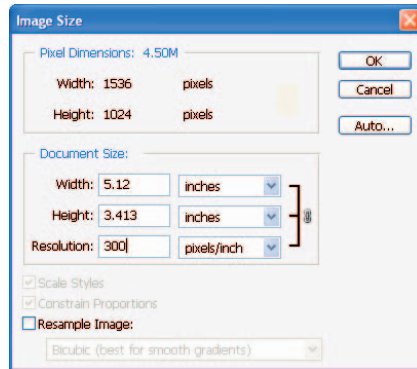 Image Size
Pixel Dimensions: 4.50M
Width: 1536 pixels
Height: 1024 pixels
OK
Cancel
Auto...
Document Size:
Width: 5.12 inches
Height: 3.413 inches
Resolution: 300 pixels/inch
Scale Styles
Constrain Proportions
Resample Image:
Bicubic (best for smooth gradients)